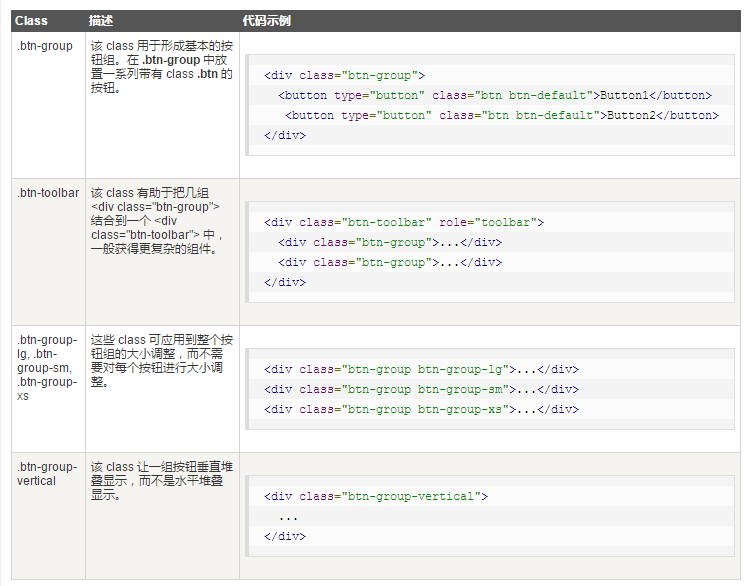 Class 描述 代码示例
.btn-group
该 class 用于形成基本的按
钮组。在 .btn-group 中放
置一系列带有 class .btn 的
按钮。
<div class="btn-group">
<button type="button" class="btn btn-default">Button1</button>
<button type="button" class="btn btn-default">Button2</button>
</div>
.btn-toolbar
该 class 有助于把几组
<div class="btn-group">
结合到一个 <div
class="btn-toolbar"> 中，
一般获得更复杂的组件。
<div class="btn-toolbar" role="toolbar">
<div class="btn-group">...</div>
<div class="btn-group">...</div>
</div>
.btn-group-
lg, .btn-
group-sm,
.btn-group-
xs
这些 class 可应用到整个按
钮组的大小调整，而不需
要对每个按钮进行大小调
整。
<div class="btn-group btn-group-lg">...</div>
<div class="btn-group btn-group-sm">...</div>
<div class="btn-group btn-group-xs">...</div>
.btn-group-
vertical
该 class 让一组按钮垂直堆
叠显示，而不是水平堆叠
显示。
<div class="btn-group-vertical">
...
</div>